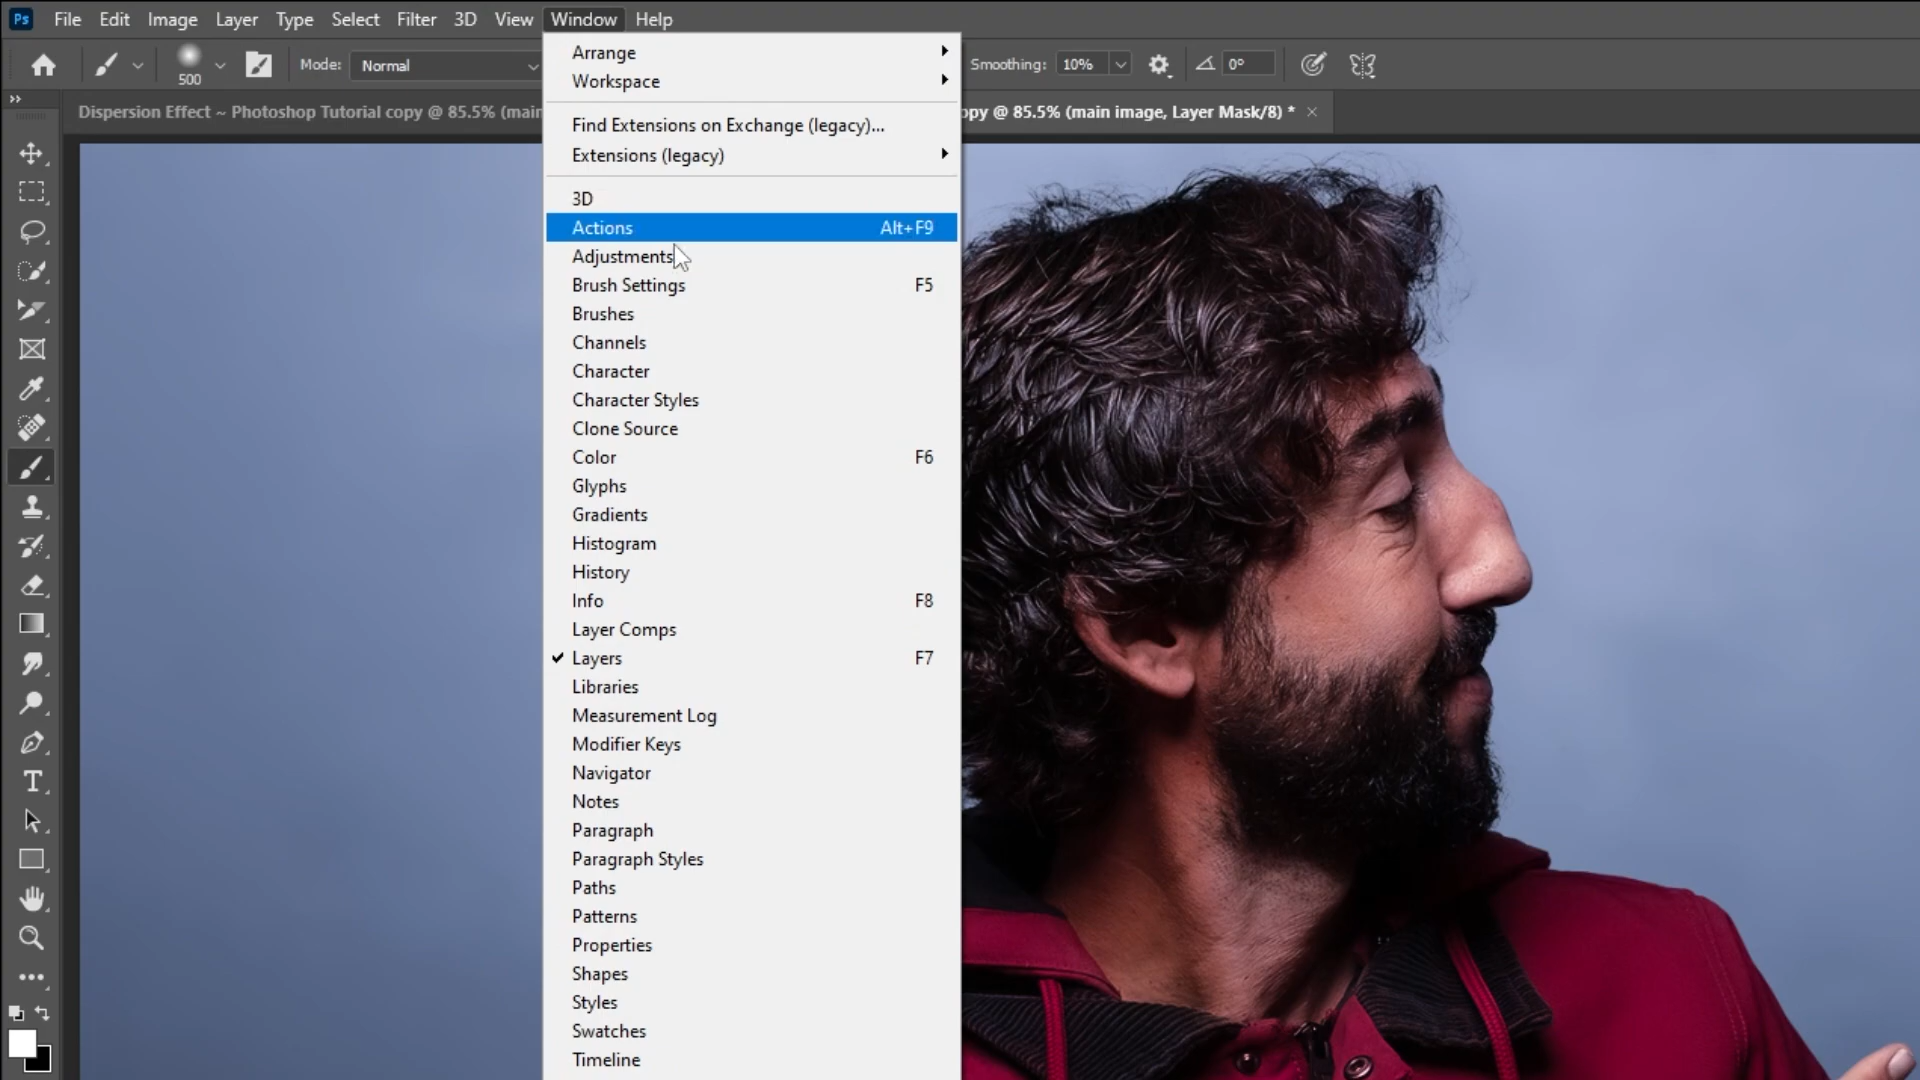 Ps File Edit Image Layer Type Select Filter 3D View Window Help
500 Mode: Normal Smoothing: 10% 0°
Dispersion Effect ~ Photoshop Tutorial copy @ 85.5% (main opy @ 85.5% (main image, Layer Mask/8) *
Arrange
Workspace
Find Extensions on Exchange (legacy)...
Extensions (legacy)
3D
Actions Alt+F9
Adjustments
Brush Settings F5
Brushes
Channels
Character
Character Styles
Clone Source
Color F6
Glyphs
Gradients
Histogram
History
Info F8
Layer Comps
Layers F7
Libraries
Measurement Log
Modifier Keys
Navigator
Notes
Paragraph
Paragraph Styles
Paths
Patterns
Properties
Shapes
Styles
Swatches
Timeline